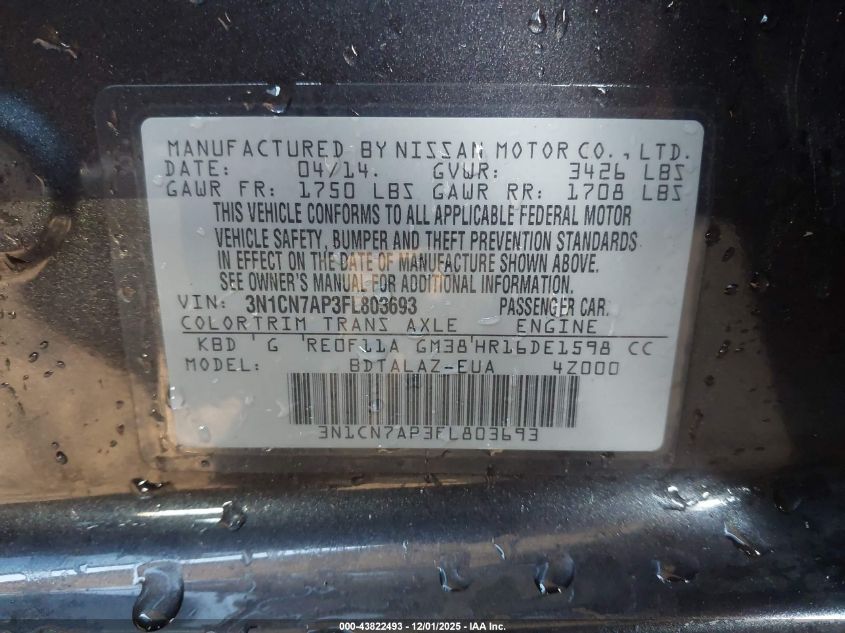 MANUFACTURED BY NISSAN MOTOR CO., LTD.
DATE: 04/14. GVWR: 3426 LBS
GAWR FR: 1750 LBS GAWR RR: 1708 LBS
THIS VEHICLE CONFORMS TO ALL APPLICABLE FEDERAL MOTOR
VEHICLE SAFETY, BUMPER AND THEFT PREVENTION STANDARDS
IN EFFECT ON THE DATE OF MANUFACTURE SHOWN ABOVE.
SEE OWNER'S MANUAL FOR ADDITIONAL INFORMATION.
VIN: 3N1CN7AP3FL803693 PASSENGER CAR.
COLORTRIM TRANS AXLE ENGINE
KBD G RE0F11A GM38 HR16DE1598 CC
MODEL: BDTALAZ-EUA 4Z000
3N1CN7AP3FL803693
000-43822493 - 12/01/2025 - IAA Inc.